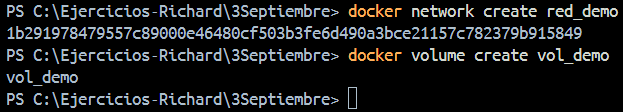 PS C:\Ejercicios-Richard\3Septiembre> docker network create red_demo
1b291978479557c89000e46480cf503b3fe6d490a3bce21157c782379b915849
PS C:\Ejercicios-Richard\3Septiembre> docker volume create vol_demo
vol_demo
PS C:\Ejercicios-Richard\3Septiembre>